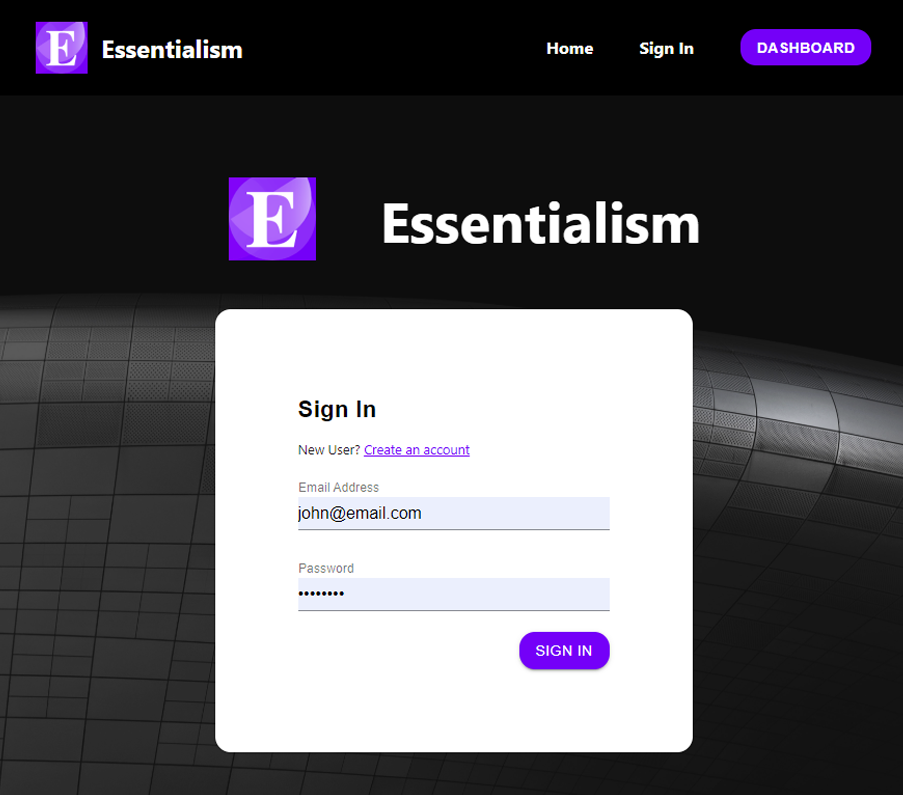 E Essentialism Home Sign In DASHBOARD
E Essentialism
Sign In
New User? Create an account
Email Address
john@email.com
Password
••••••••
SIGN IN